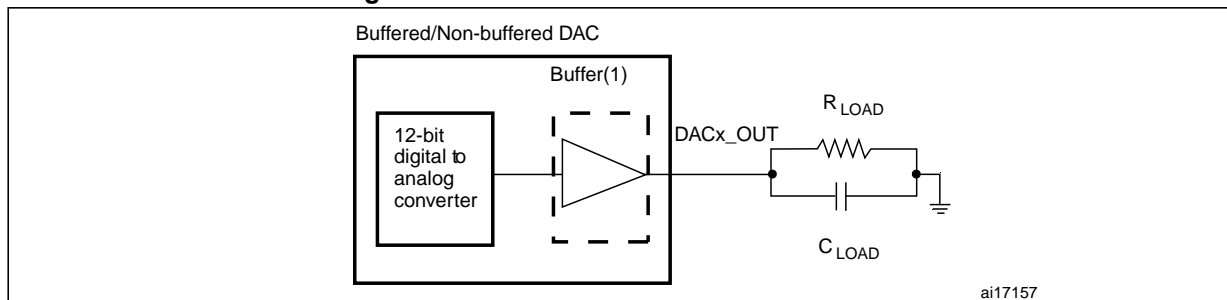 Buffered/Non-buffered DAC
Buffer(1)
12-bit
digital to
analog
converter
DACx_OUT
R LOAD
C LOAD
ai17157